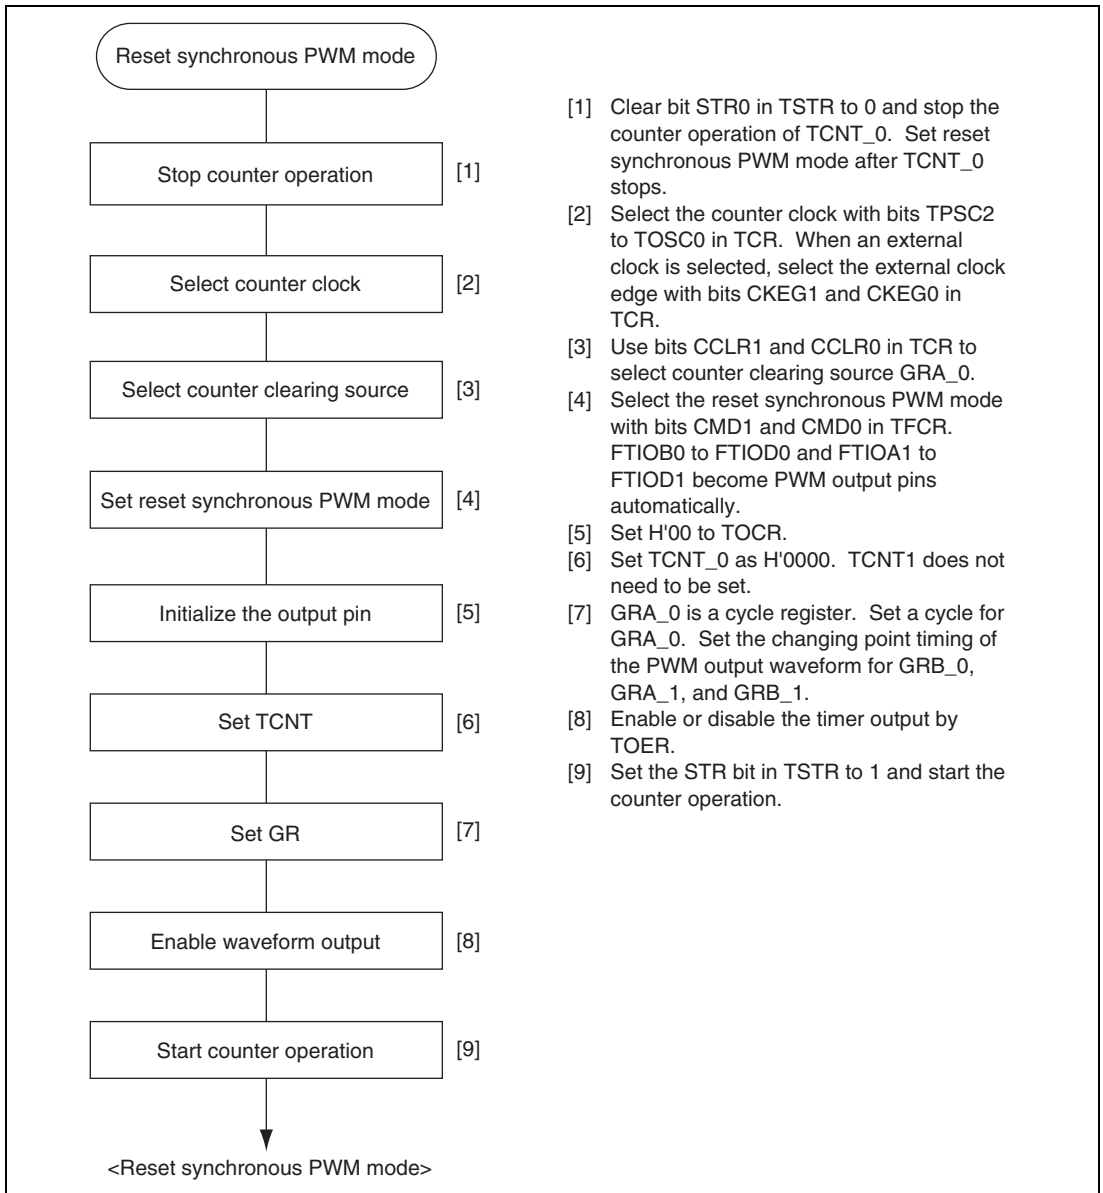 Reset synchronous PWM mode
Stop counter operation
[1]
Select counter clock
[2]
Select counter clearing source
[3]
Set reset synchronous PWM mode
[4]
Initialize the output pin
[5]
Set TCNT
[6]
Set GR
[7]
Enable waveform output
[8]
Start counter operation
[9]
<Reset synchronous PWM mode>
[1] Clear bit STR0 in TSTR to 0 and stop the
counter operation of TCNT_0. Set reset
synchronous PWM mode after TCNT_0
stops.
[2] Select the counter clock with bits TPSC2
to TOSC0 in TCR. When an external
clock is selected, select the external clock
edge with bits CKEG1 and CKEG0 in
TCR.
[3] Use bits CCLR1 and CCLR0 in TCR to
select counter clearing source GRA_0.
[4] Select the reset synchronous PWM mode
with bits CMD1 and CMD0 in TFCR.
FTIOB0 to FTIOD0 and FTIOA1 to
FTIOD1 become PWM output pins
automatically.
[5] Set H'00 to TOCR.
[6] Set TCNT_0 as H'0000. TCNT1 does not
need to be set.
[7] GRA_0 is a cycle register. Set a cycle for
GRA_0. Set the changing point timing of
the PWM output waveform for GRB_0,
GRA_1, and GRB_1.
[8] Enable or disable the timer output by
TOER.
[9] Set the STR bit in TSTR to 1 and start the
counter operation.